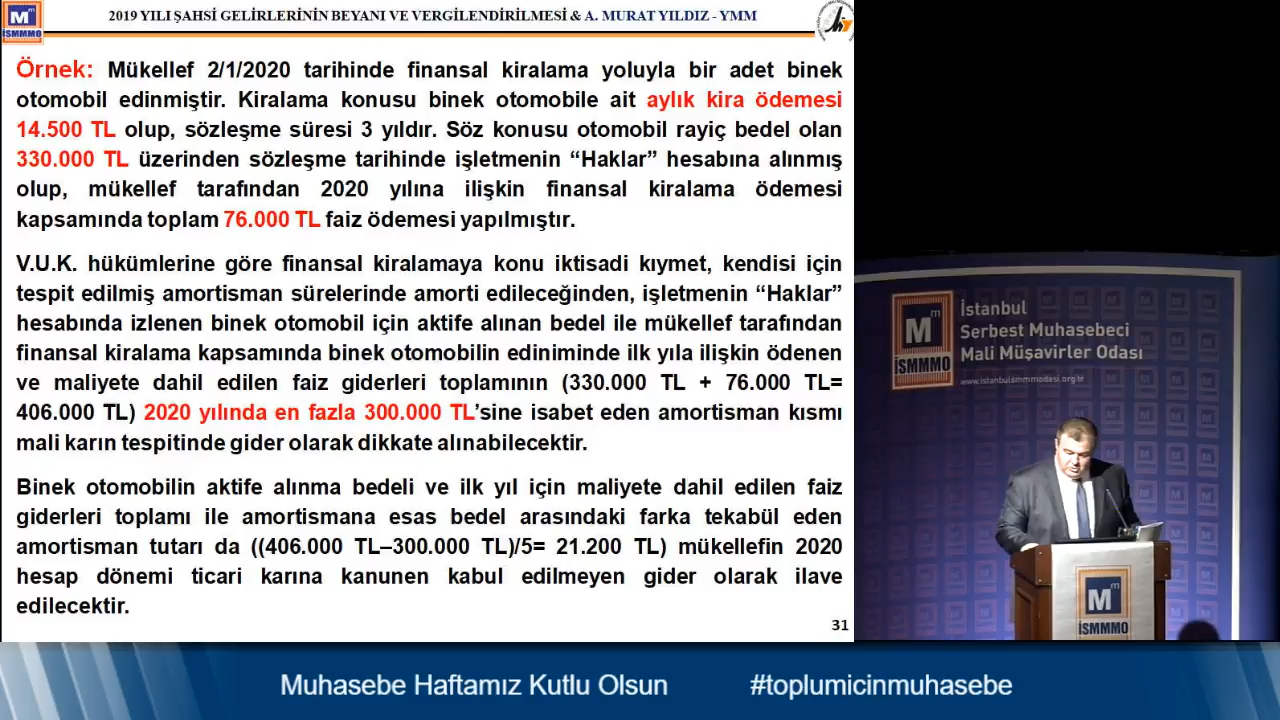 2019 YILI ŞAHSİ GELİRLERİNİN BEYANI VE VERGİLENDİRİLMESİ & A. MURAT YILDIZ - YMM
M m
İSMMMO
Örnek: Mükellef 2/1/2020 tarihinde finansal kiralama yoluyla bir adet binek
otomobil edinmiştir. Kiralama konusu binek otomobile ait aylık kira ödemesi
14.500 TL olup, sözleşme süresi 3 yıldır. Söz konusu otomobil rayiç bedel olan
330.000 TL üzerinden sözleşme tarihinde işletmenin “Haklar” hesabına alınmış
olup, mükellef tarafından 2020 yılına ilişkin finansal kiralama ödemesi
kapsamında toplam 76.000 TL faiz ödemesi yapılmıştır.
V.U.K. hükümlerine göre finansal kiralamaya konu iktisadi kıymet, kendisi için
tespit edilmiş amortisman sürelerinde amorti edileceğinden, işletmenin “Haklar”
hesabında izlenen binek otomobil için aktife alınan bedel ile mükellef tarafından
finansal kiralama kapsamında binek otomobilin ediniminde ilk yıla ilişkin ödenen
ve maliyete dahil edilen faiz giderleri toplamının (330.000 TL + 76.000 TL=
406.000 TL) 2020 yılında en fazla 300.000 TL’sine isabet eden amortisman kısmı
mali karın tespitinde gider olarak dikkate alınabilecektir.
Binek otomobilin aktife alınma bedeli ve ilk yıl için maliyete dahil edilen faiz
giderleri toplamı ile amortismana esas bedel arasındaki farka tekabül eden
amortisman tutarı da ((406.000 TL–300.000 TL)/5= 21.200 TL) mükellefin 2020
hesap dönemi ticari karına kanunen kabul edilmeyen gider olarak ilave
edilecektir.
31
M m
İSMMMO
İstanbul
Serbest Muhasebeci
Mali Müşavirler Odası
www.istanbulsmmmodasi.org.tr
M m
İSMMMO
Muhasebe Haftamız Kutlu Olsun #toplumicinmuhasebe